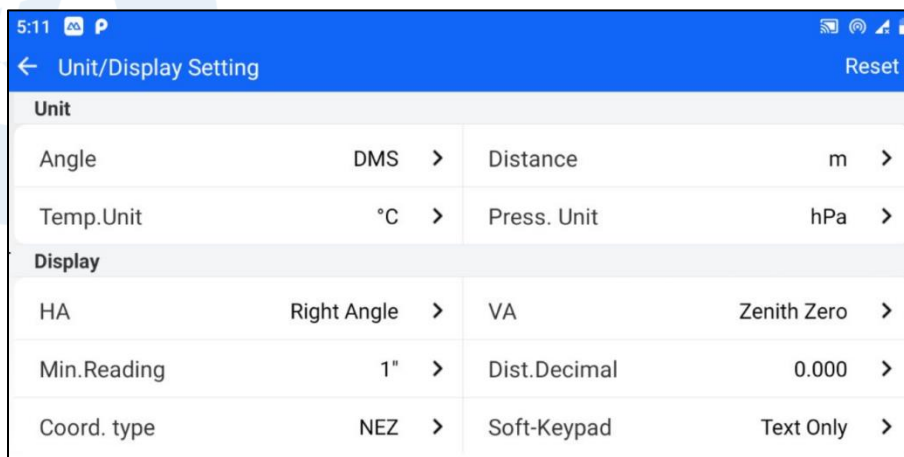 5:11
Unit/Display Setting Reset
Unit
Angle DMS Distance m
Temp.Unit °C Press. Unit hPa
Display
HA Right Angle VA Zenith Zero
Min.Reading 1" Dist.Decimal 0.000
Coord. type NEZ Soft-Keypad Text Only